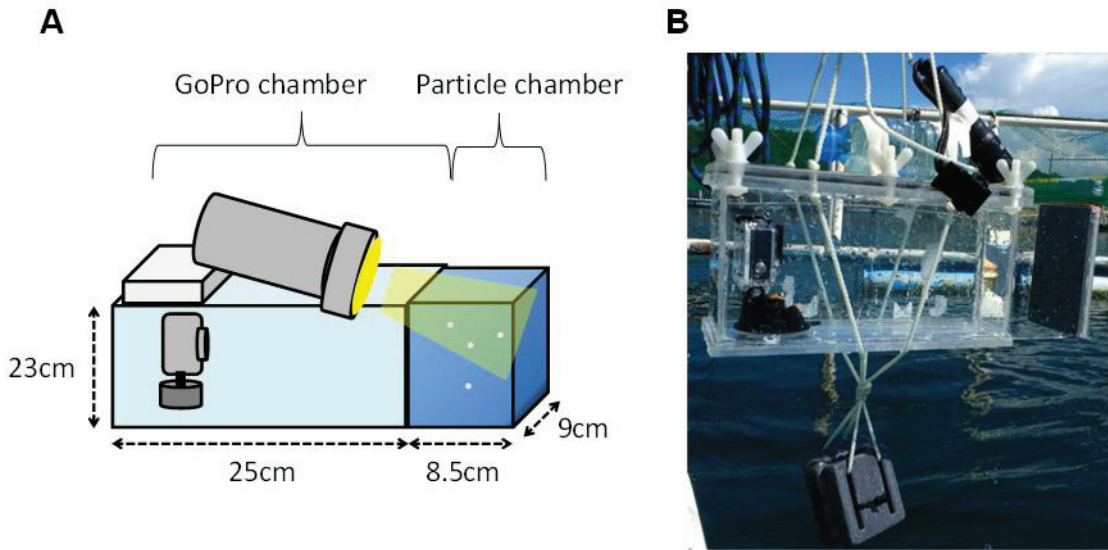 A
B
GoPro chamber
Particle chamber
23cm
25cm
8.5cm
9cm